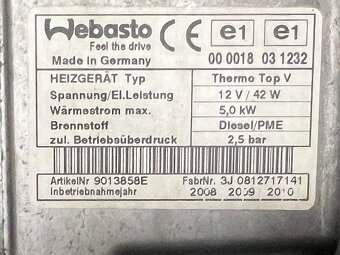 Webasto
Feel the drive
CE e1 e1
Made in Germany 00 0018 03 1232
HEIZGERÄT Typ Thermo Top V
Spannung/El.Leistung 12 V / 42 W
Wärmestrom max. 5,0 kW
Brennstoff Diesel/PME
zul. Betriebsüberdruck 2,5 bar
ArtikelNr 9013858E FabrNr. 3J 0812717141
Inbetriebnahmejahr 2008 2009 2010